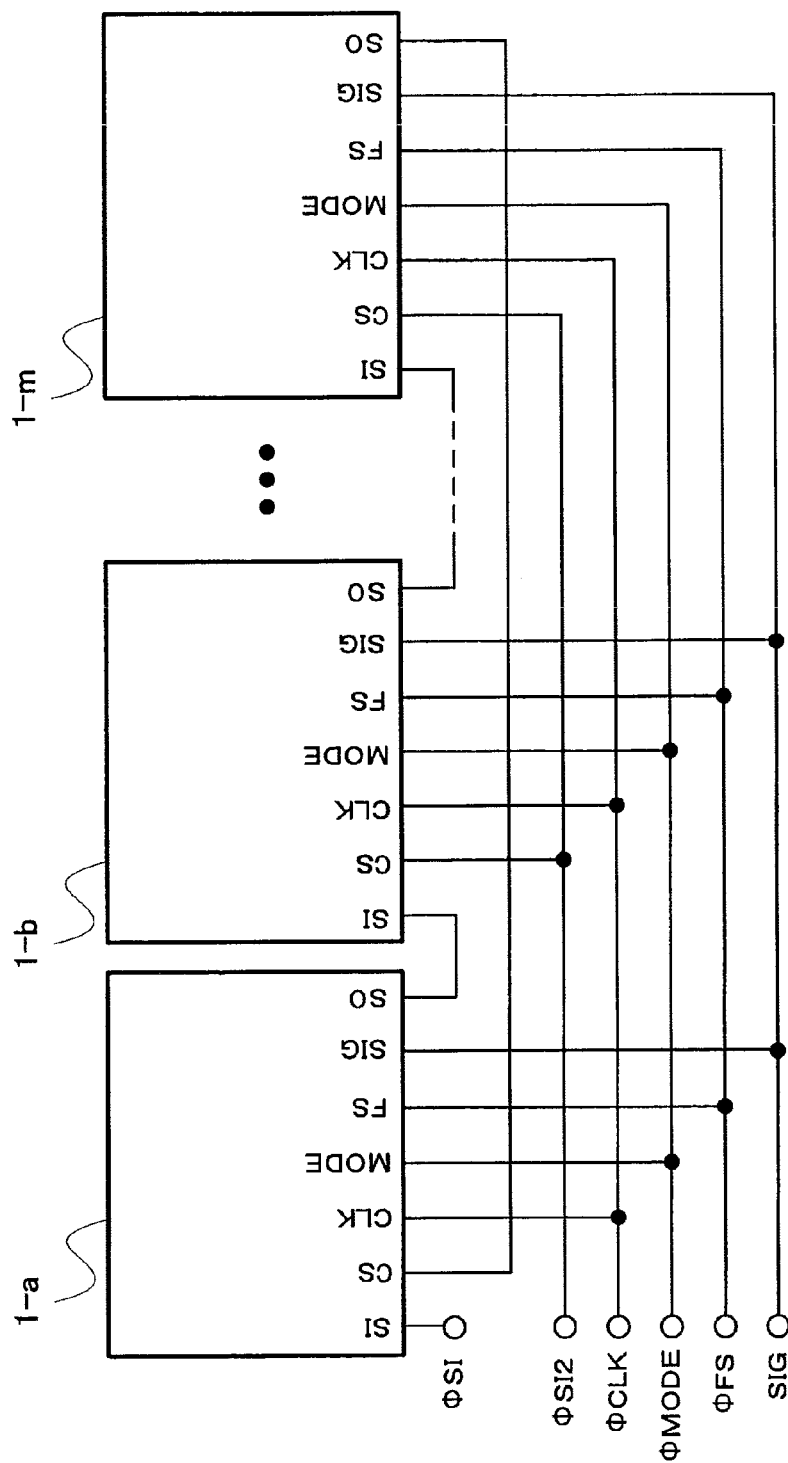 1-a
SI
CS
CLK
MODE
FS
SIG
SO
1-b
SI
CS
CLK
MODE
FS
SIG
SO
1-m
SI
CS
CLK
MODE
FS
SIG
SO
ΦSI
ΦSI2
ΦCLK
ΦMODE
ΦFS
SIG